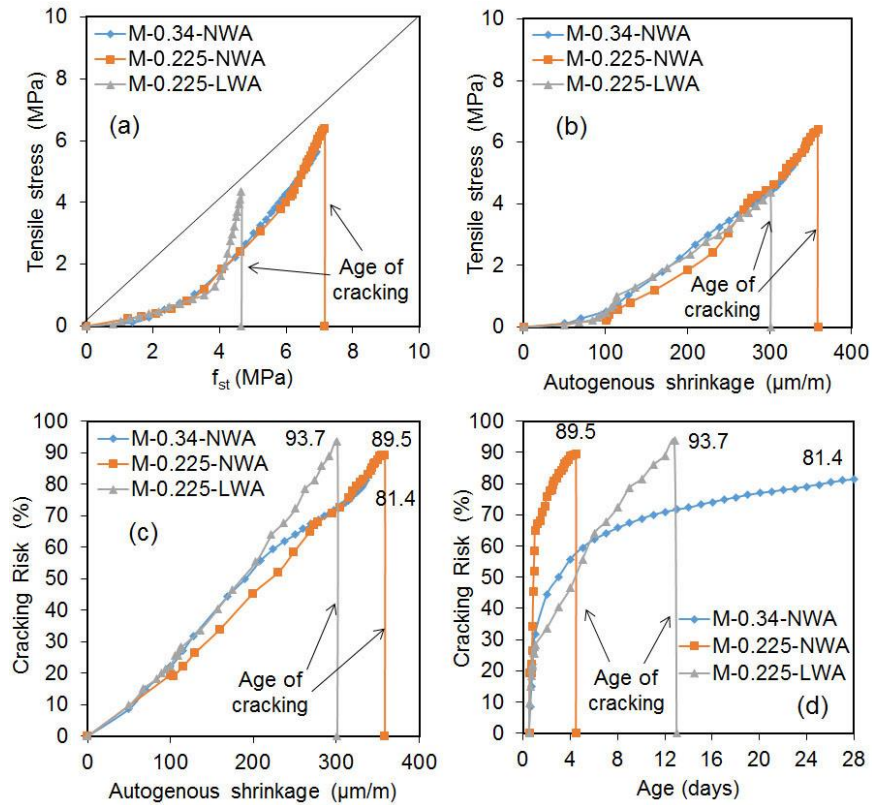 10
8
6
4
2
0
Tensile stress (MPa)
M-0.34-NWA
M-0.225-NWA
M-0.225-LWA
(a)
Age of
cracking
0 2 4 6 8 10
fst (MPa)
10
8
6
4
2
0
Tensile stress (MPa)
M-0.34-NWA
M-0.225-NWA
M-0.225-LWA
(b)
Age of
cracking
0 100 200 300 400
Autogenous shrinkage (µm/m)
100
90
80
70
60
50
40
30
20
10
0
Cracking Risk (%)
M-0.34-NWA
M-0.225-NWA
M-0.225-LWA
93.7
89.5
81.4
(c)
Age of
cracking
0 100 200 300 400
Autogenous shrinkage (µm/m)
100
90
80
70
60
50
40
30
20
10
0
Cracking Risk (%)
89.5
93.7
81.4
M-0.34-NWA
M-0.225-NWA
M-0.225-LWA
Age of
cracking
(d)
0 4 8 12 16 20 24 28
Age (days)